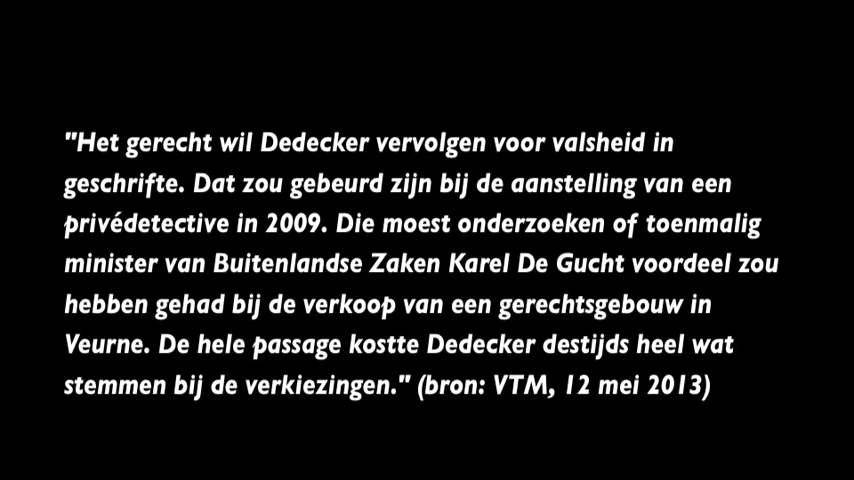 "Het gerecht wil Dedecker vervolgen voor valsheid in
geschrifte. Dat zou gebeurd zijn bij de aanstelling van een
privédetective in 2009. Die moest onderzoeken of toenmalig
minister van Buitenlandse Zaken Karel De Gucht voordeel zou
hebben gehad bij de verkoop van een gerechtsgebouw in
Veurne. De hele passage kostte Dedecker destijds heel wat
stemmen bij de verkiezingen." (bron: VTM, 12 mei 2013)